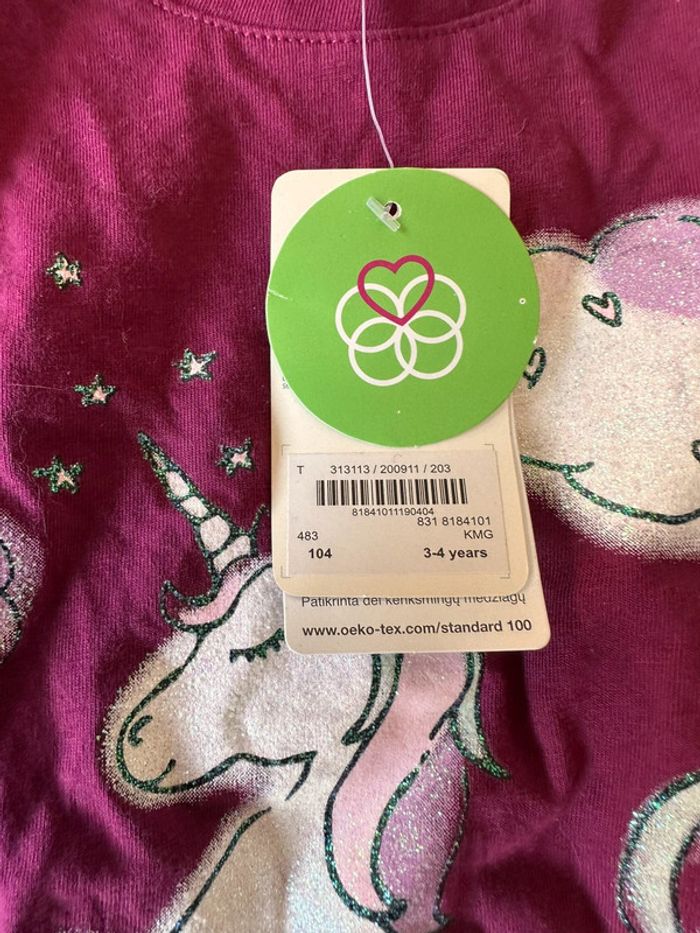 T 313113 / 200911 / 203
81841011190404
831 8184101
483 KMG
104 3-4 years
Patikrinta dėl kenksmingų medžiagų
www.oeko-tex.com/standard 100